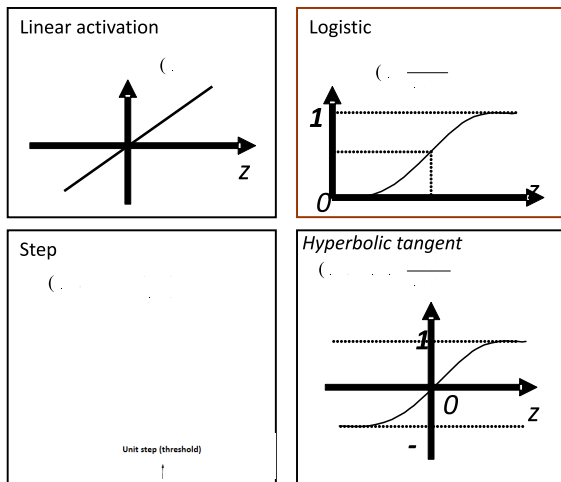 Linear activation
(.
z
Logistic
(.
1
0
z
Step
(.
Unit step (threshold)
Hyperbolic tangent
(.
1
0
z
-